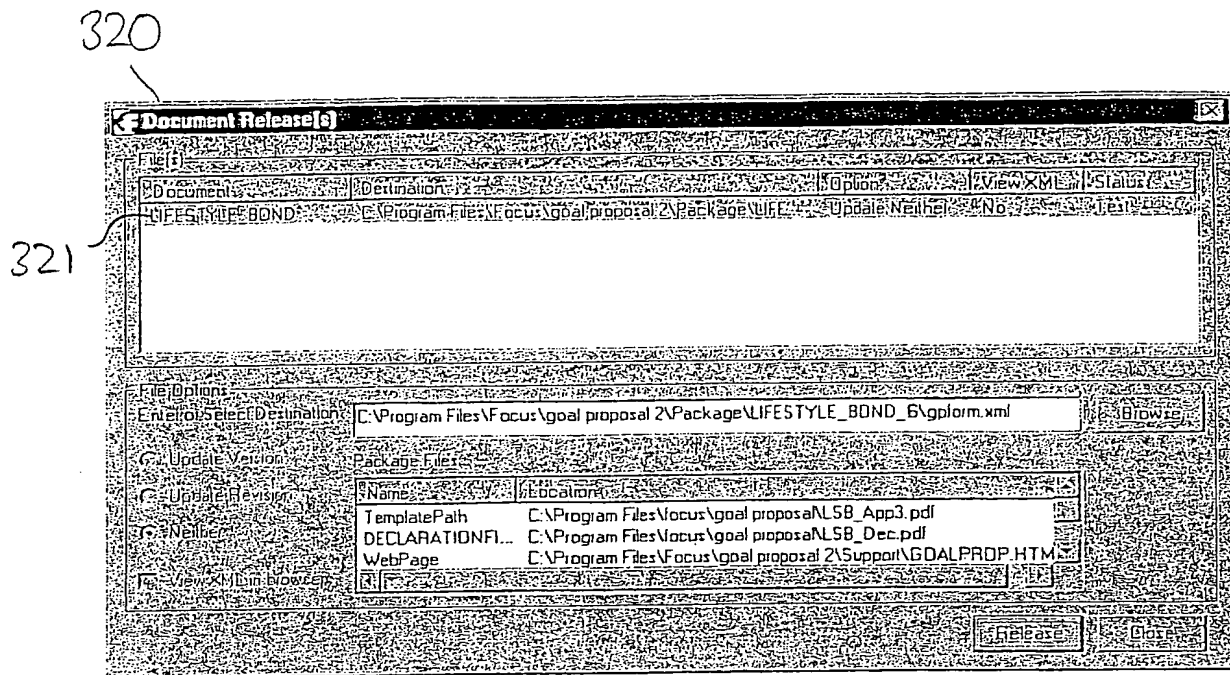 320
Document Release(s)
File(s)
Document Destination Option View XML Status
LIFESTYLE_BOND C:\Program Files\Focus\goal proposal 2\Package\LIFE... Update Neither No Test
321
File Options
Enter or Select Destination C:\Program Files\Focus\goal proposal 2\Package\LIFESTYLE_BOND_6\gpform.xml Browse
Update Version Package Files
Update Revision Name Location
TemplatePath C:\Program Files\focus\goal proposal\LSB_App3.pdf
Neither DECLARATIONFI... C:\Program Files\focus\goal proposal\LSB_Dec.pdf
WebPage C:\Program Files\Focus\goal proposal 2\Support\GOALPROP.HTM
View XML in browser
Release Close